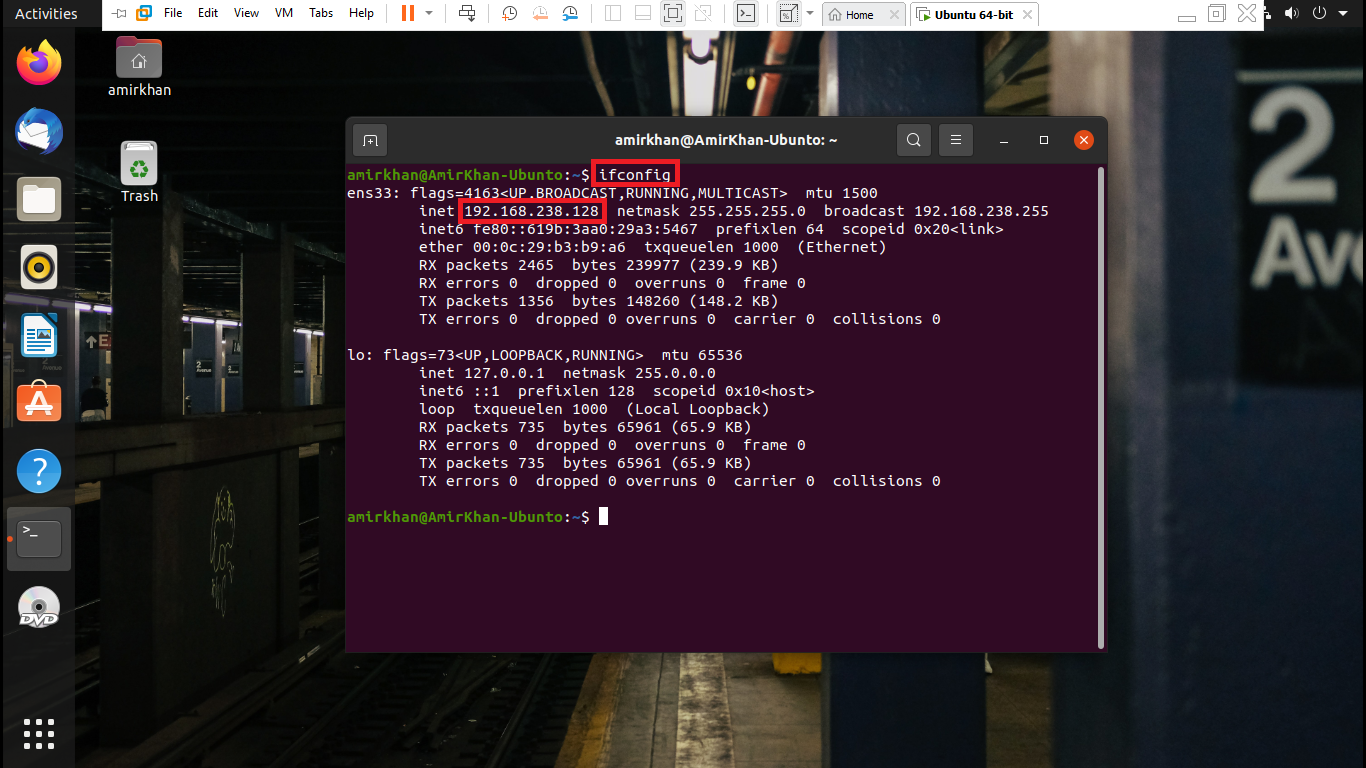 Activities
File Edit View VM Tabs Help
Home
Ubuntu 64-bit
amirkhan
Trash
DVD
2
Av
amirkhan@AmirKhan-Ubunto: ~
amirkhan@AmirKhan-Ubunto:~$ ifconfig
ens33: flags=4163<UP,BROADCAST,RUNNING,MULTICAST>  mtu 1500
inet 192.168.238.128  netmask 255.255.255.0  broadcast 192.168.238.255
inet6 fe80::619b:3aa0:29a3:5467  prefixlen 64  scopeid 0x20<link>
ether 00:0c:29:b3:b9:a6  txqueuelen 1000  (Ethernet)
RX packets 2465  bytes 239977 (239.9 KB)
RX errors 0  dropped 0  overruns 0  frame 0
TX packets 1356  bytes 148260 (148.2 KB)
TX errors 0  dropped 0 overruns 0  carrier 0  collisions 0
lo: flags=73<UP,LOOPBACK,RUNNING>  mtu 65536
inet 127.0.0.1  netmask 255.0.0.0
inet6 ::1  prefixlen 128  scopeid 0x10<host>
loop  txqueuelen 1000  (Local Loopback)
RX packets 735  bytes 65961 (65.9 KB)
RX errors 0  dropped 0  overruns 0  frame 0
TX packets 735  bytes 65961 (65.9 KB)
TX errors 0  dropped 0 overruns 0  carrier 0  collisions 0
amirkhan@AmirKhan-Ubunto:~$